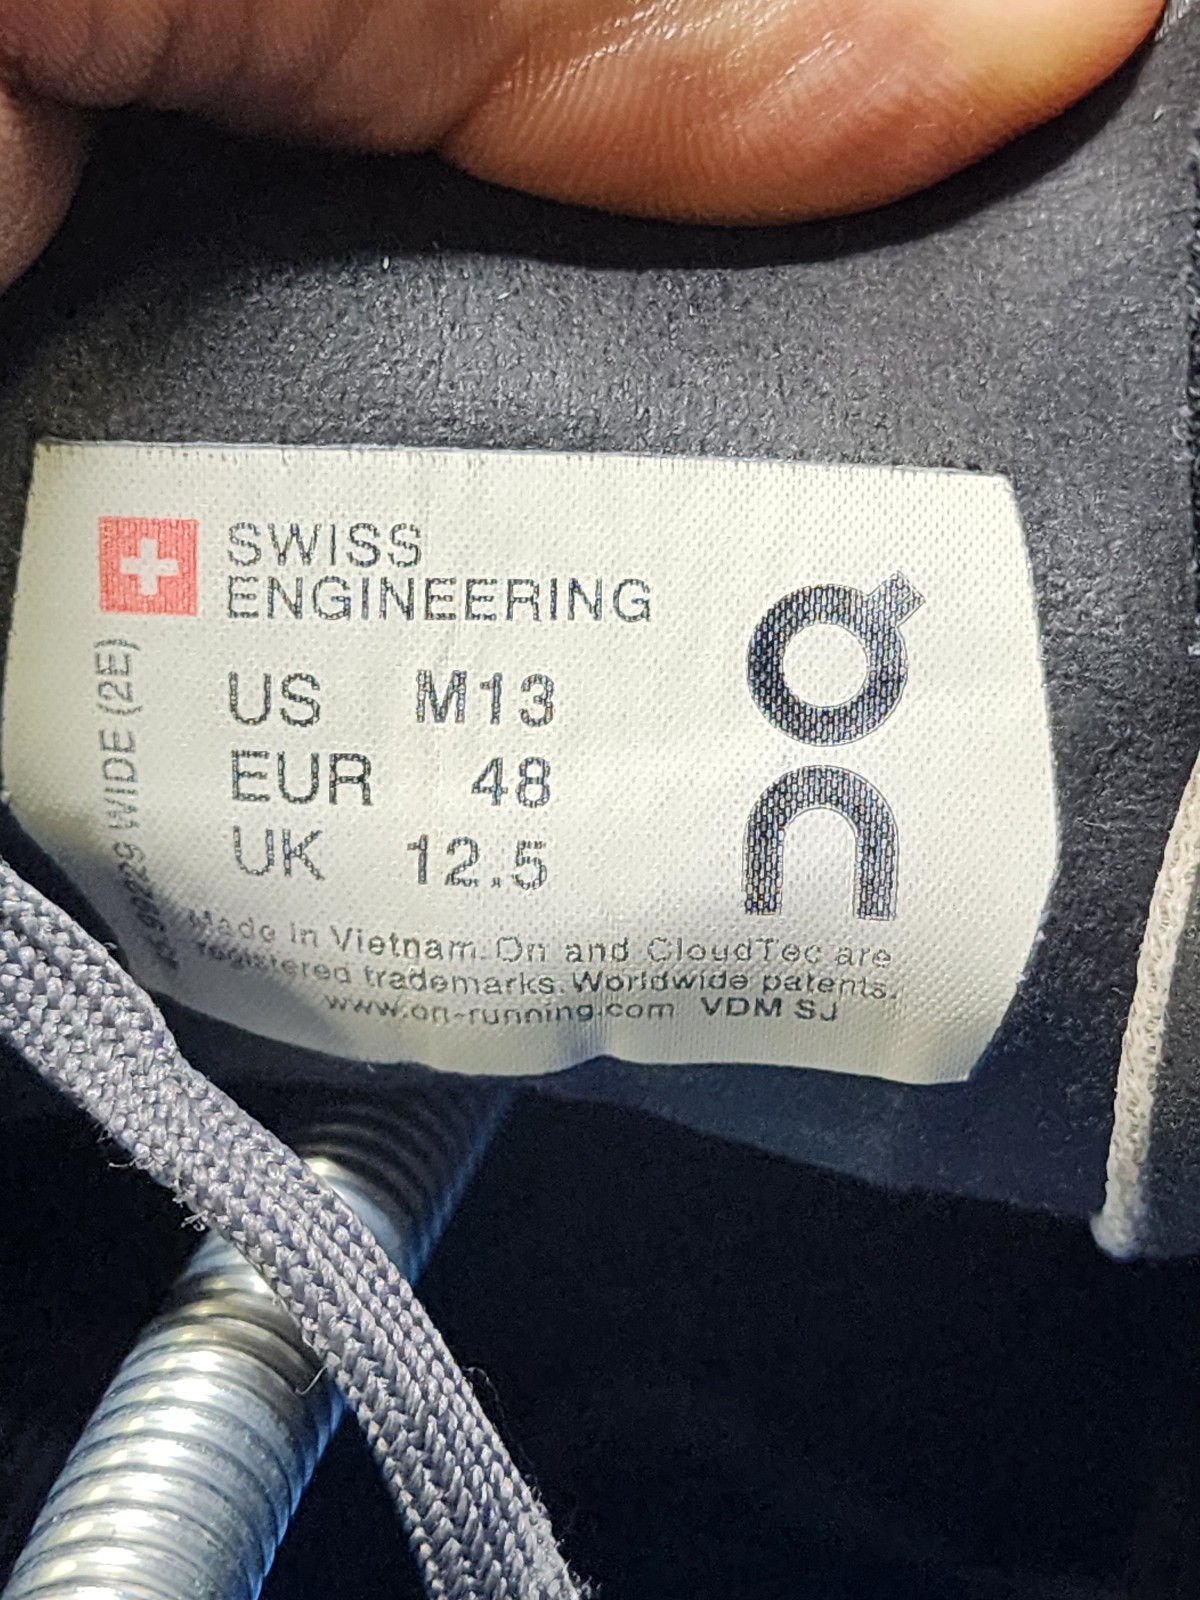 SWISS
ENGINEERING
US M13
EUR 48
UK 12.5
On
WIDE (2E)
Made in Vietnam. On and CloudTec are
registered trademarks. Worldwide patents.
www.on-running.com VDM SJ